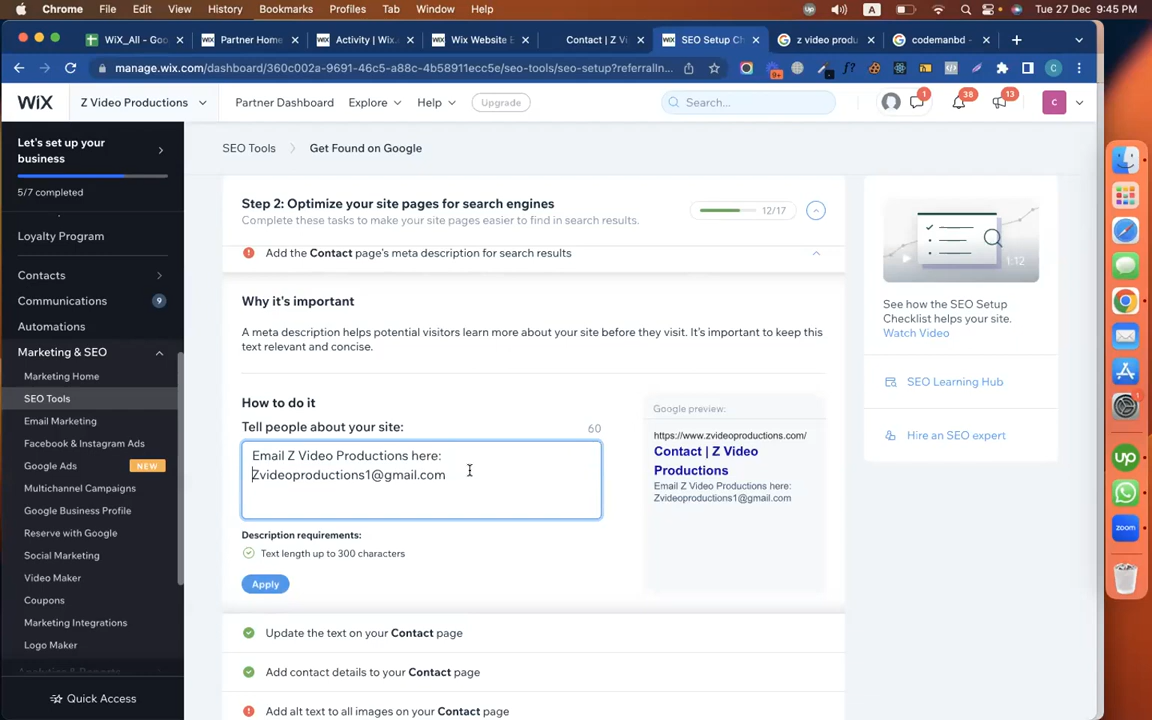 Chrome File Edit View History Bookmarks Profiles Tab Window Help
A Tue 27 Dec 9:45 PM
WiX_All - Goo
Partner Home
Activity | Wix.
Wix Website E
Contact | Z Vi
SEO Setup Ch
z video produ
codemanbd -
manage.wix.com/dashboard/360c002a-9691-46c5-a88c-4b58911ecc5e/seo-tools/seo-setup?referralIn...
WiX
Z Video Productions
Partner Dashboard
Explore
Help
Upgrade
Search...
1
38
13
C
Let's set up your
business
5/7 completed
Loyalty Program
Contacts
Communications
9
Automations
Marketing & SEO
Marketing Home
SEO Tools
Email Marketing
Facebook & Instagram Ads
Google Ads
NEW
Multichannel Campaigns
Google Business Profile
Reserve with Google
Social Marketing
Video Maker
Coupons
Marketing Integrations
Logo Maker
Analytics & Reports
Quick Access
SEO Tools
Get Found on Google
Step 2: Optimize your site pages for search engines
Complete these tasks to make your site pages easier to find in search results.
12/17
Add the Contact page's meta description for search results
Why it's important
A meta description helps potential visitors learn more about your site before they visit. It's important to keep this
text relevant and concise.
How to do it
Tell people about your site:
60
Email Z Video Productions here:
Zvideoproductions1@gmail.com
Description requirements:
Text length up to 300 characters
Apply
Google preview:
https://www.zvideoproductions.com/
Contact | Z Video
Productions
Email Z Video Productions here:
Zvideoproductions1@gmail.com
Update the text on your Contact page
Add contact details to your Contact page
Add alt text to all images on your Contact page
1:12
See how the SEO Setup
Checklist helps your site.
Watch Video
SEO Learning Hub
Hire an SEO expert
1
up
zoom